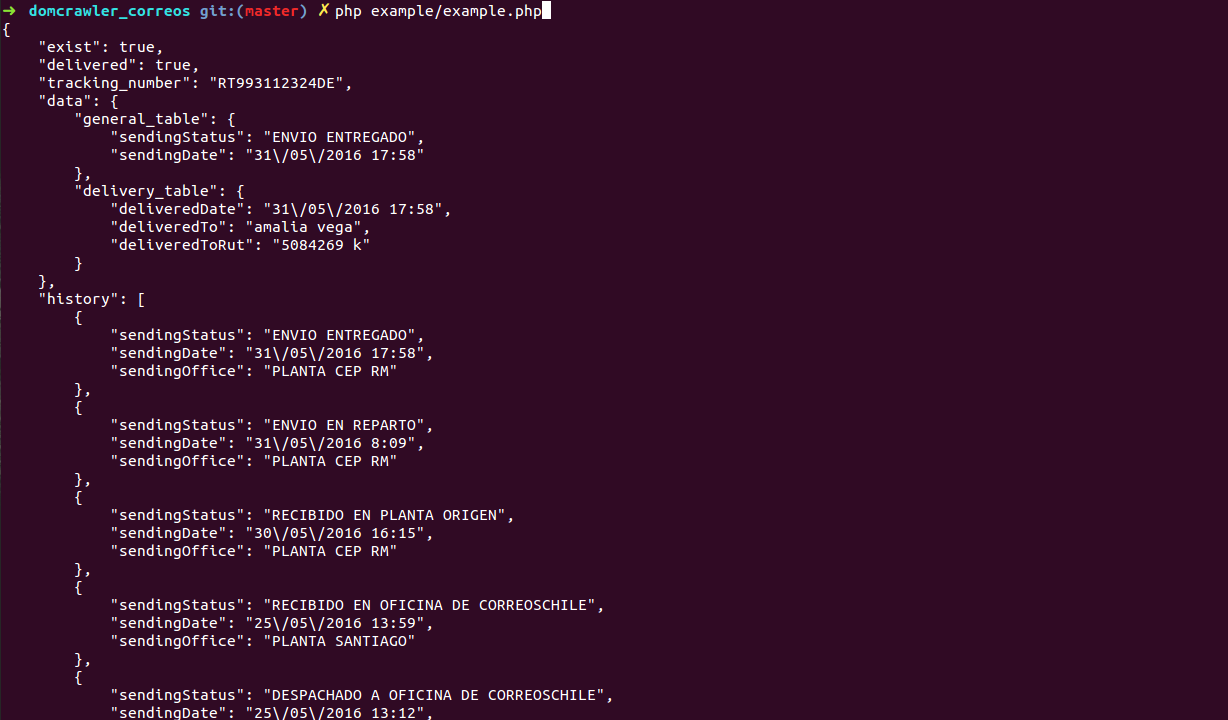 ➜  domcrawler_correos git:(master) ✗ php example/example.php
{
    "exist": true,
    "delivered": true,
    "tracking_number": "RT993112324DE",
    "data": {
        "general_table": {
            "sendingStatus": "ENVIO ENTREGADO",
            "sendingDate": "31\/05\/2016 17:58"
        },
        "delivery_table": {
            "deliveredDate": "31\/05\/2016 17:58",
            "deliveredTo": "amalia vega",
            "deliveredToRut": "5084269 k"
        }
    },
    "history": [
        {
            "sendingStatus": "ENVIO ENTREGADO",
            "sendingDate": "31\/05\/2016 17:58",
            "sendingOffice": "PLANTA CEP RM"
        },
        {
            "sendingStatus": "ENVIO EN REPARTO",
            "sendingDate": "31\/05\/2016 8:09",
            "sendingOffice": "PLANTA CEP RM"
        },
        {
            "sendingStatus": "RECIBIDO EN PLANTA ORIGEN",
            "sendingDate": "30\/05\/2016 16:15",
            "sendingOffice": "PLANTA CEP RM"
        },
        {
            "sendingStatus": "RECIBIDO EN OFICINA DE CORREOSCHILE",
            "sendingDate": "25\/05\/2016 13:59",
            "sendingOffice": "PLANTA SANTIAGO"
        },
        {
            "sendingStatus": "DESPACHADO A OFICINA DE CORREOSCHILE",
            "sendingDate": "25\/05\/2016 13:12",